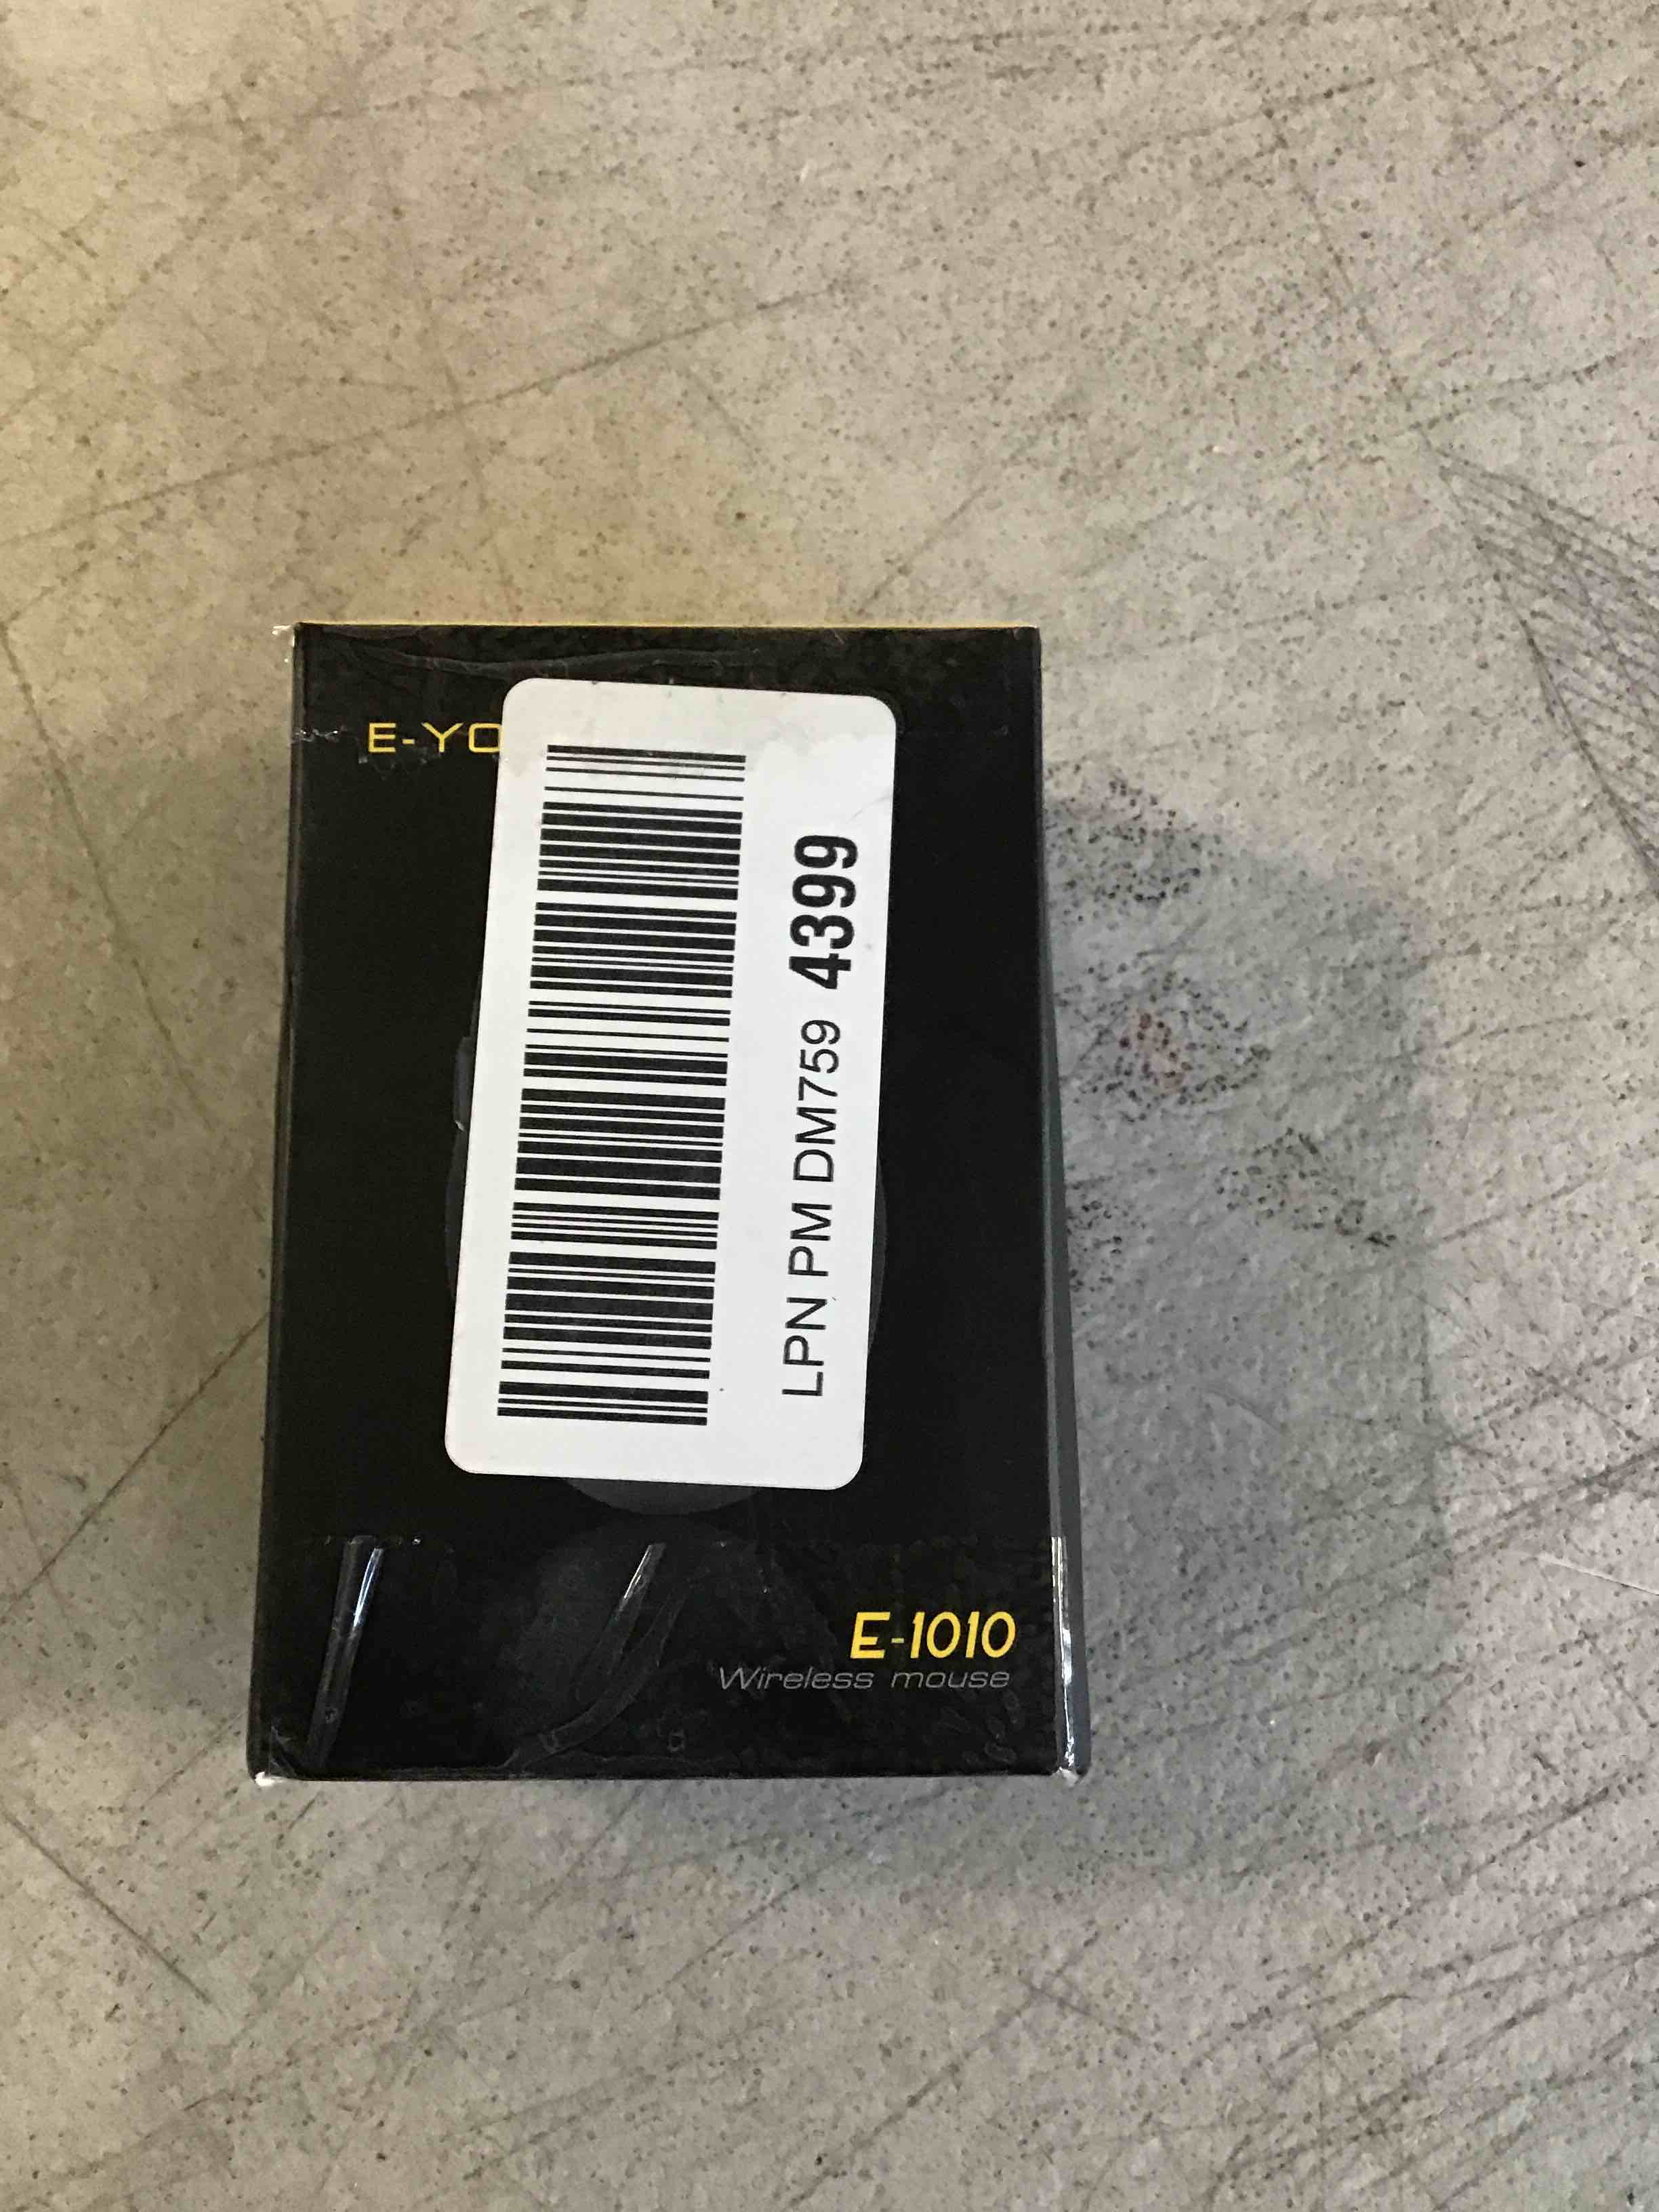 E-YO
LPN PM DM759 4399
E-1010
Wireless mouse